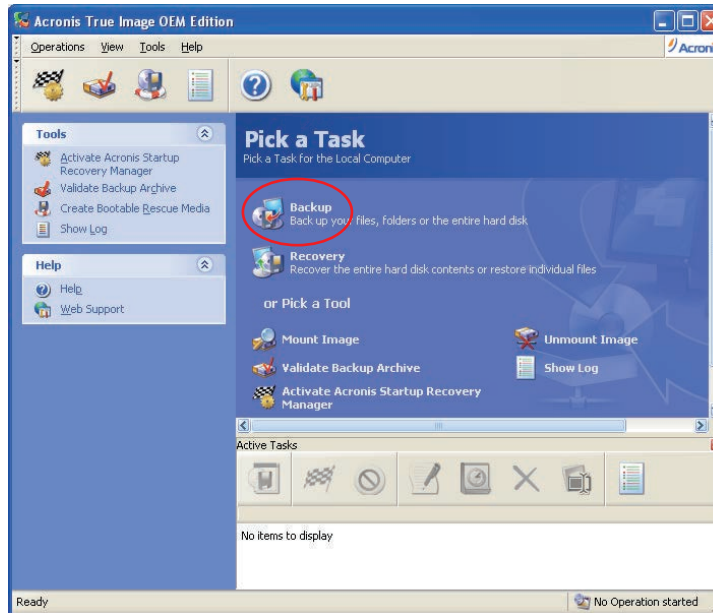 Acronis True Image OEM Edition
Operations View Tools Help
Acroni
Tools
Activate Acronis Startup
Recovery Manager
Validate Backup Archive
Create Bootable Rescue Media
Show Log
Help
Help
Web Support
Pick a Task
Pick a Task for the Local Computer
Backup
Back up your files, folders or the entire hard disk
Recovery
Recover the entire hard disk contents or restore individual files
or Pick a Tool
Mount Image
Unmount Image
Validate Backup Archive
Show Log
Activate Acronis Startup Recovery
Manager
Active Tasks
No items to display
Ready
No Operation started